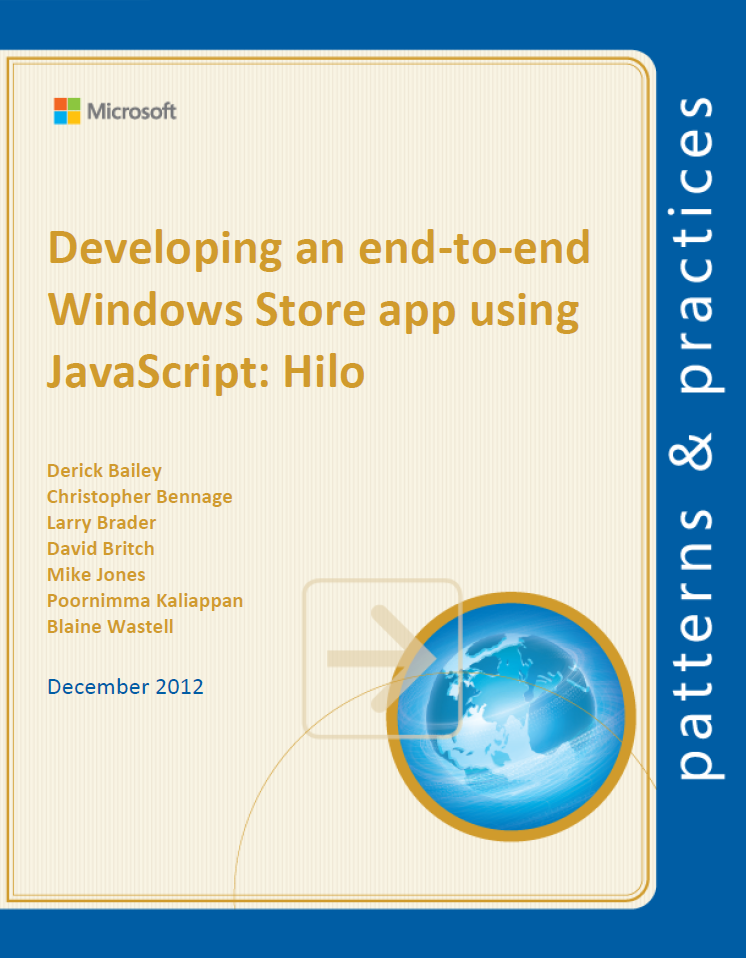 Microsoft
Developing an end-to-end
Windows Store app using
JavaScript: Hilo
Derick Bailey
Christopher Bennage
Larry Brader
David Britch
Mike Jones
Poornimma Kaliappan
Blaine Wastell
December 2012
patterns & practices